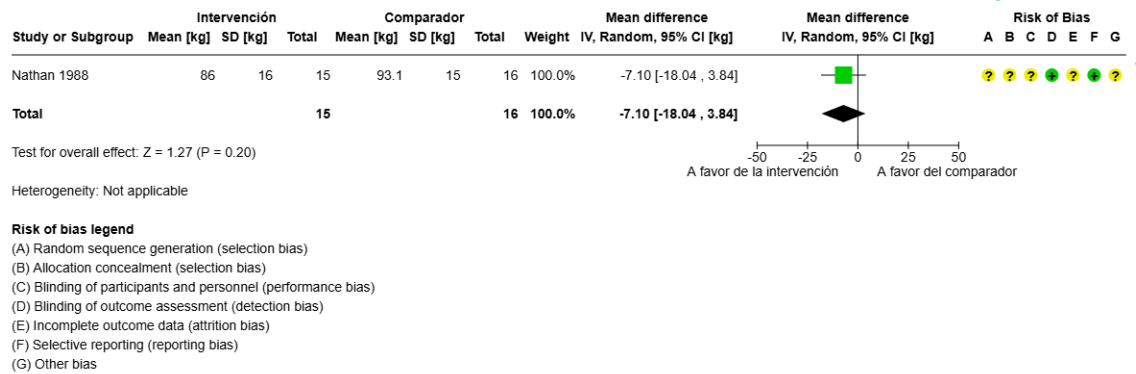 Intervención Comparador Mean difference Mean difference Risk of Bias
Study or Subgroup Mean [kg] SD [kg] Total Mean [kg] SD [kg] Total Weight IV, Random, 95% CI [kg] IV, Random, 95% CI [kg] A B C D E F G
Nathan 1988 86 16 15 93.1 15 16 100.0% -7.10 [-18.04 , 3.84] ? ? ? + ? + ?
Total 15 16 100.0% -7.10 [-18.04 , 3.84]
Test for overall effect: Z = 1.27 (P = 0.20)
-50 -25 0 25 50
A favor de la intervención A favor del comparador
Heterogeneity: Not applicable
Risk of bias legend
(A) Random sequence generation (selection bias)
(B) Allocation concealment (selection bias)
(C) Blinding of participants and personnel (performance bias)
(D) Blinding of outcome assessment (detection bias)
(E) Incomplete outcome data (attrition bias)
(F) Selective reporting (reporting bias)
(G) Other bias